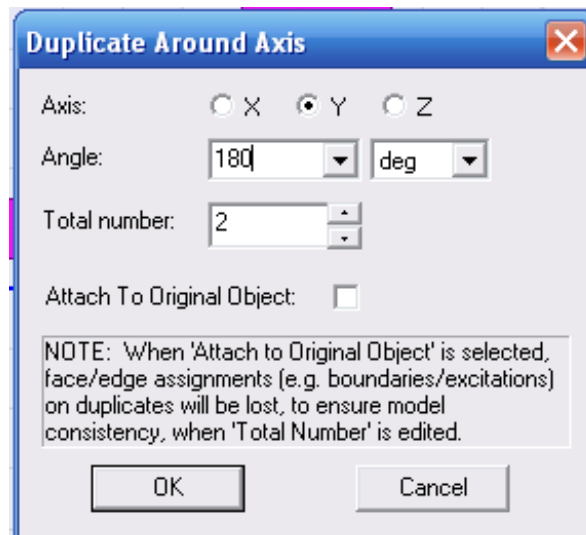 Duplicate Around Axis
Axis: X Y Z
Angle: 180 deg
Total number: 2
Attach To Original Object:
NOTE: When 'Attach to Original Object' is selected,
face/edge assignments (e.g. boundaries/excitations)
on duplicates will be lost, to ensure model
consistency, when 'Total Number' is edited.
OK Cancel